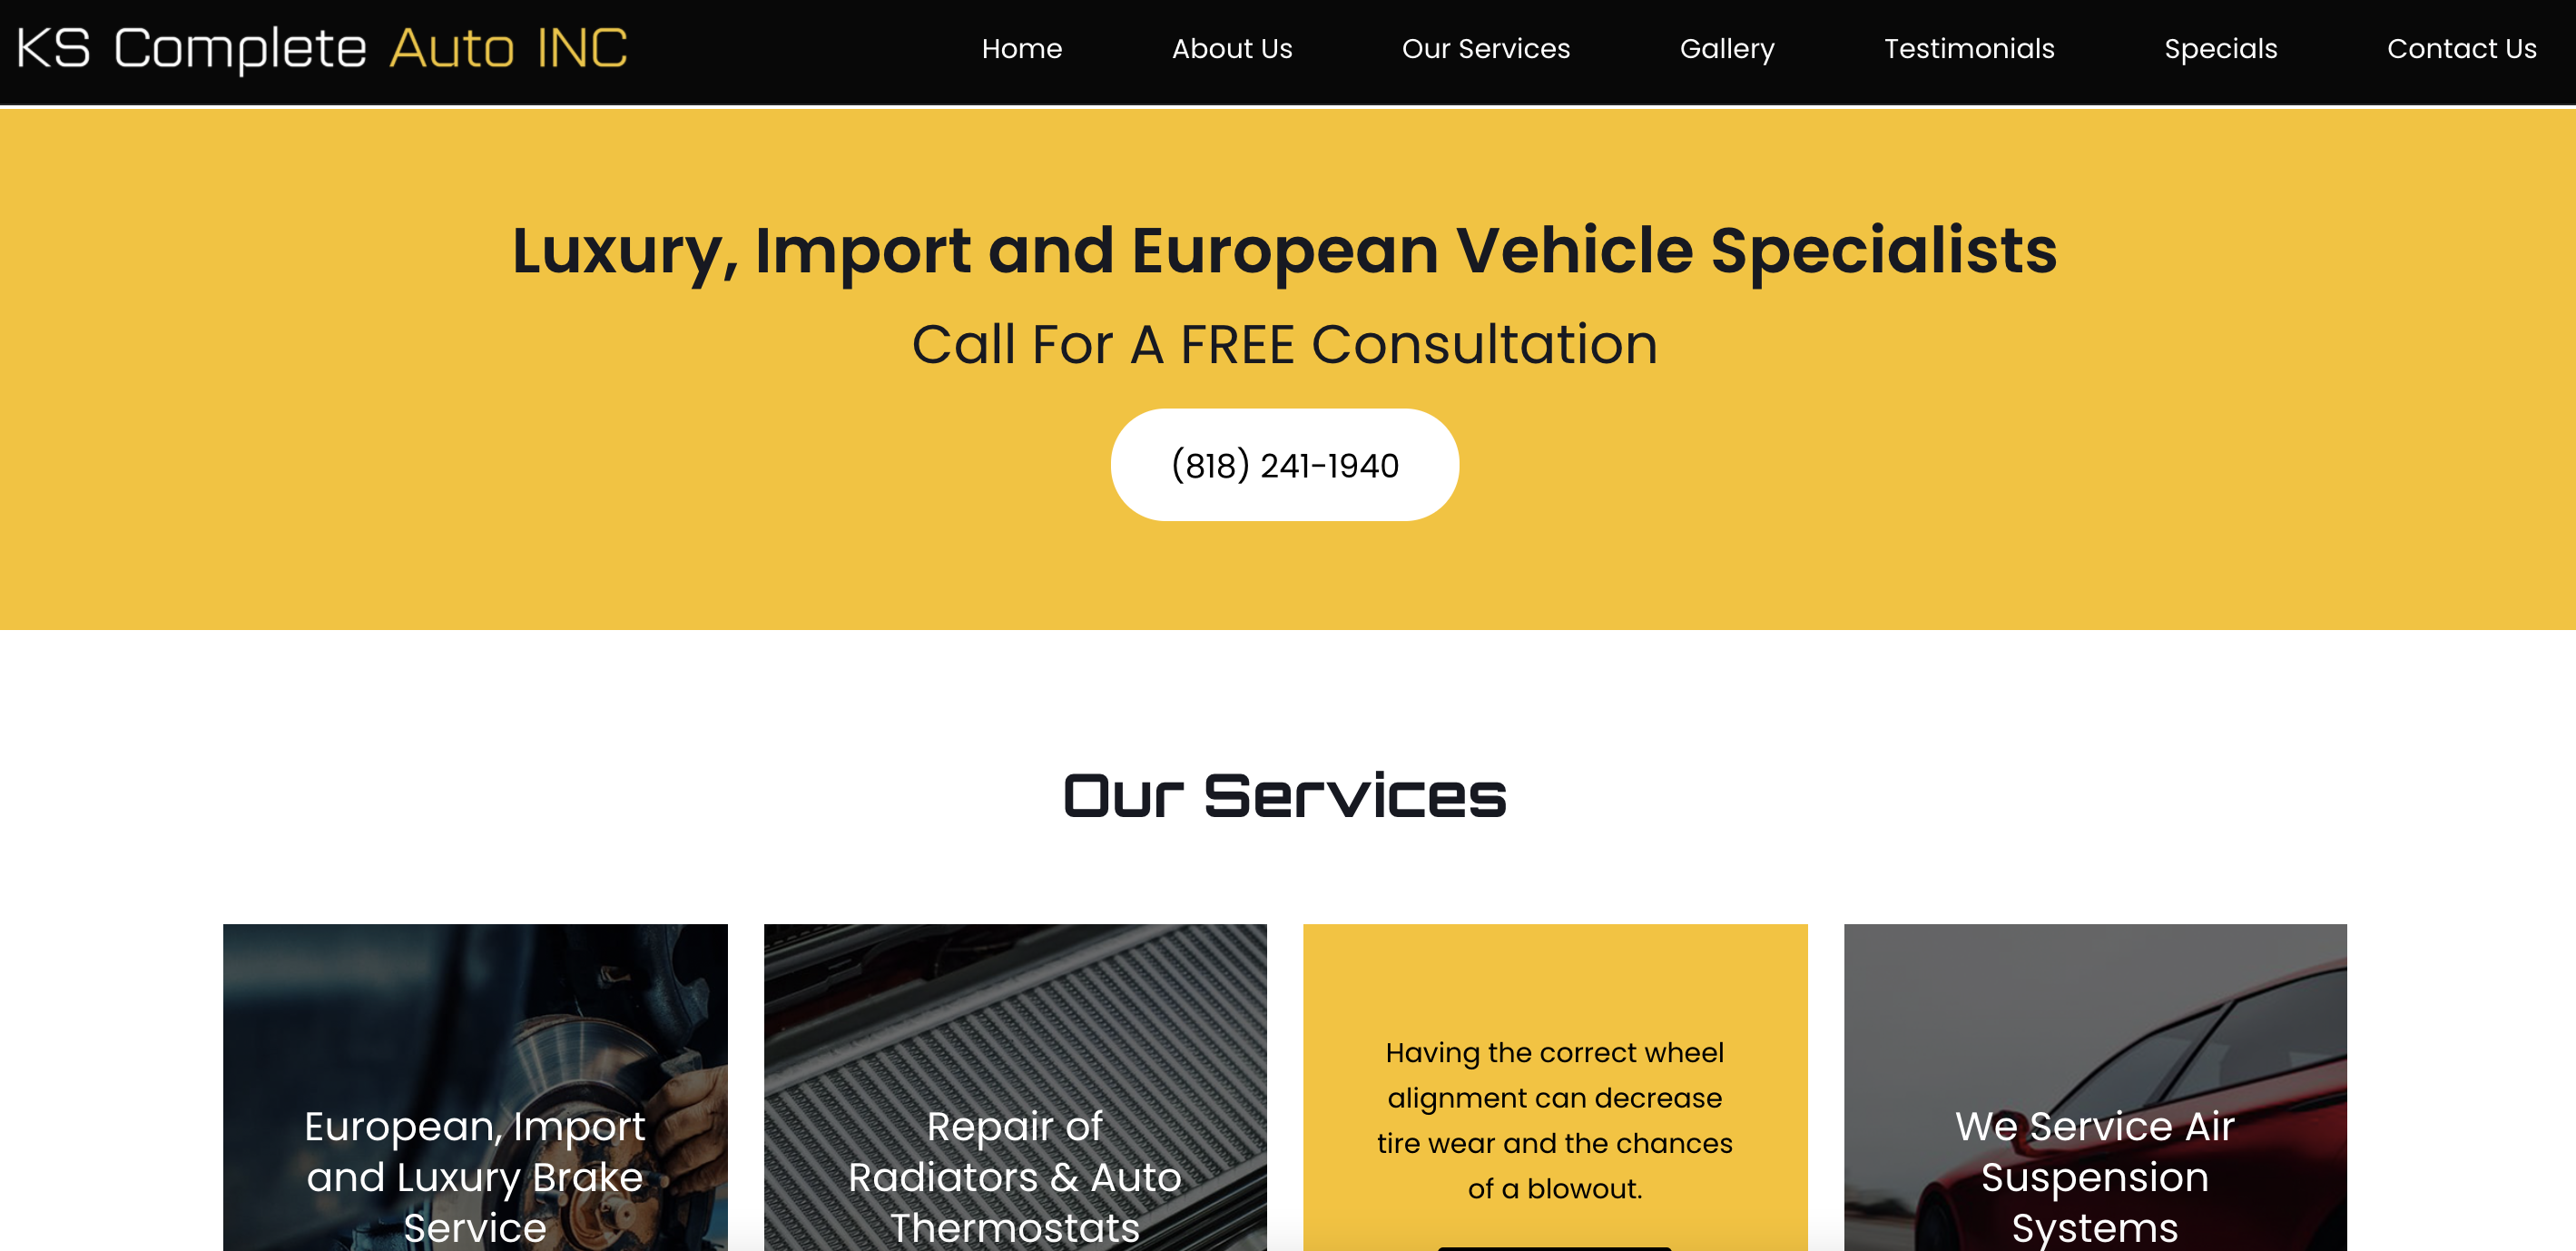 KS Complete Auto INC
Home
About Us
Our Services
Gallery
Testimonials
Specials
Contact Us
Luxury, Import and European Vehicle Specialists
Call For A FREE Consultation
(818) 241-1940
Our Services
European, Import
and Luxury Brake
Service
Repair of
Radiators & Auto
Thermostats
Having the correct wheel
alignment can decrease
tire wear and the chances
of a blowout.
We Service Air
Suspension
Systems